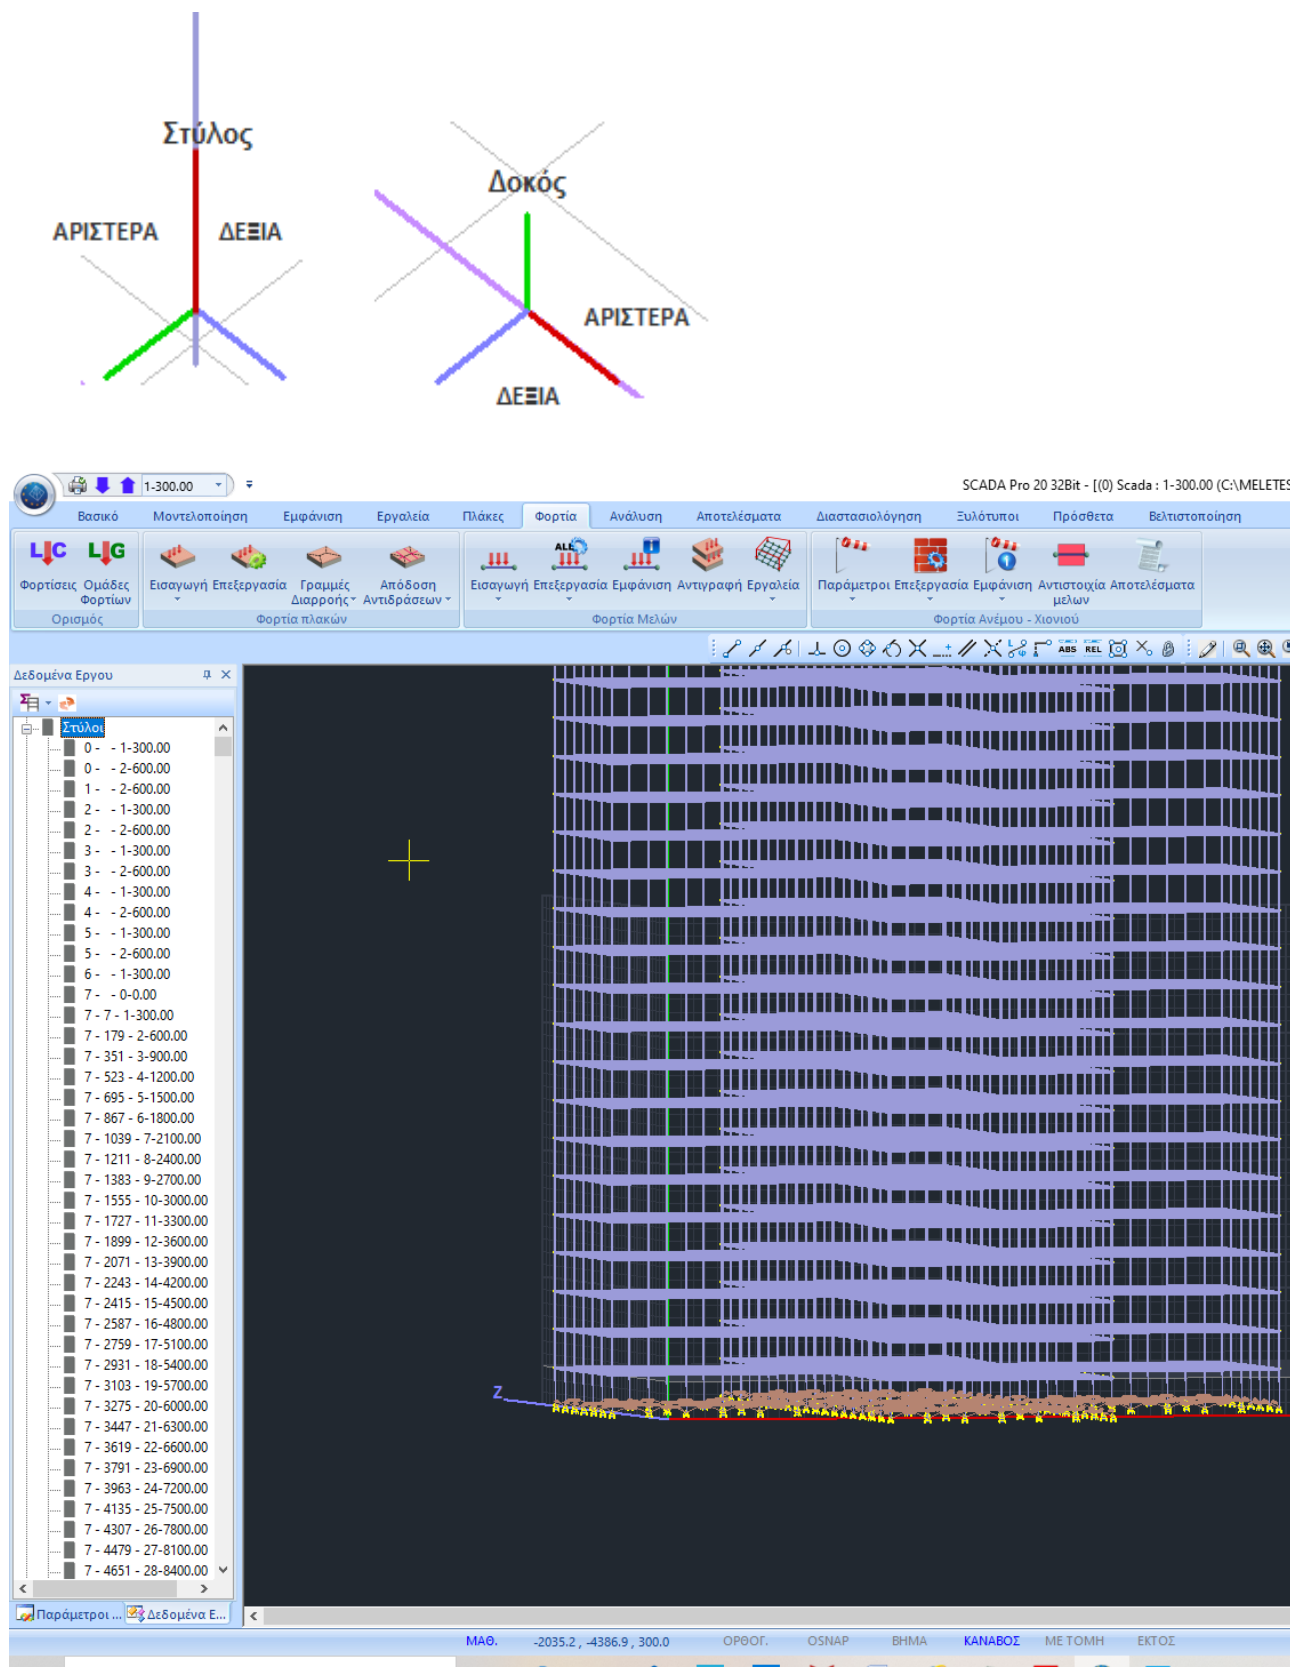 Στύλος
ΑΡΙΣΤΕΡΑ ΔΕΞΙΑ
Δοκός
ΑΡΙΣΤΕΡΑ
ΔΕΞΙΑ
1-300.00
SCADA Pro 20 32Bit - [(0) Scada : 1-300.00 (C:\MELETES
Βασικό Μοντελοποίηση Εμφάνιση Εργαλεία Πλάκες Φορτία Ανάλυση Αποτελέσματα Διαστασιολόγηση Ξυλότυποι Πρόσθετα Βελτιστοποίηση
LC LG ALL
Φορτίσεις Ομάδες Φορτίων Εισαγωγή Επεξεργασία Γραμμές Διαρροής Απόδοση Αντιδράσεων Εισαγωγή Επεξεργασία Εμφάνιση Αντιγραφή Εργαλεία Παράμετροι Επεξεργασία Εμφάνιση Αντιστοιχία μελων Αποτελέσματα
Ορισμός Φορτία πλακών Φορτία Μελών Φορτία Ανέμου - Χιονιού
ABS REL
Δεδομένα Εργου
Στύλοι
0 - - 1-300.00
0 - - 2-600.00
1 - - 2-600.00
2 - - 1-300.00
2 - - 2-600.00
3 - - 1-300.00
3 - - 2-600.00
4 - - 1-300.00
4 - - 2-600.00
5 - - 1-300.00
5 - - 2-600.00
6 - - 1-300.00
7 - - 0-0.00
7 - 7 - 1-300.00
7 - 179 - 2-600.00
7 - 351 - 3-900.00
7 - 523 - 4-1200.00
7 - 695 - 5-1500.00
7 - 867 - 6-1800.00
7 - 1039 - 7-2100.00
7 - 1211 - 8-2400.00
7 - 1383 - 9-2700.00
7 - 1555 - 10-3000.00
7 - 1727 - 11-3300.00
7 - 1899 - 12-3600.00
7 - 2071 - 13-3900.00
7 - 2243 - 14-4200.00
7 - 2415 - 15-4500.00
7 - 2587 - 16-4800.00
7 - 2759 - 17-5100.00
7 - 2931 - 18-5400.00
7 - 3103 - 19-5700.00
7 - 3275 - 20-6000.00
7 - 3447 - 21-6300.00
7 - 3619 - 22-6600.00
7 - 3791 - 23-6900.00
7 - 3963 - 24-7200.00
7 - 4135 - 25-7500.00
7 - 4307 - 26-7800.00
7 - 4479 - 27-8100.00
7 - 4651 - 28-8400.00
Z
Παράμετροι ... Δεδομένα Ε...
ΜΑΘ. -2035.2 , -4386.9 , 300.0 ΟΡΘΟΓ. OSNAP ΒΗΜΑ ΚΑΝΑΒΟΣ ΜΕ ΤΟΜΗ ΕΚΤΟΣ